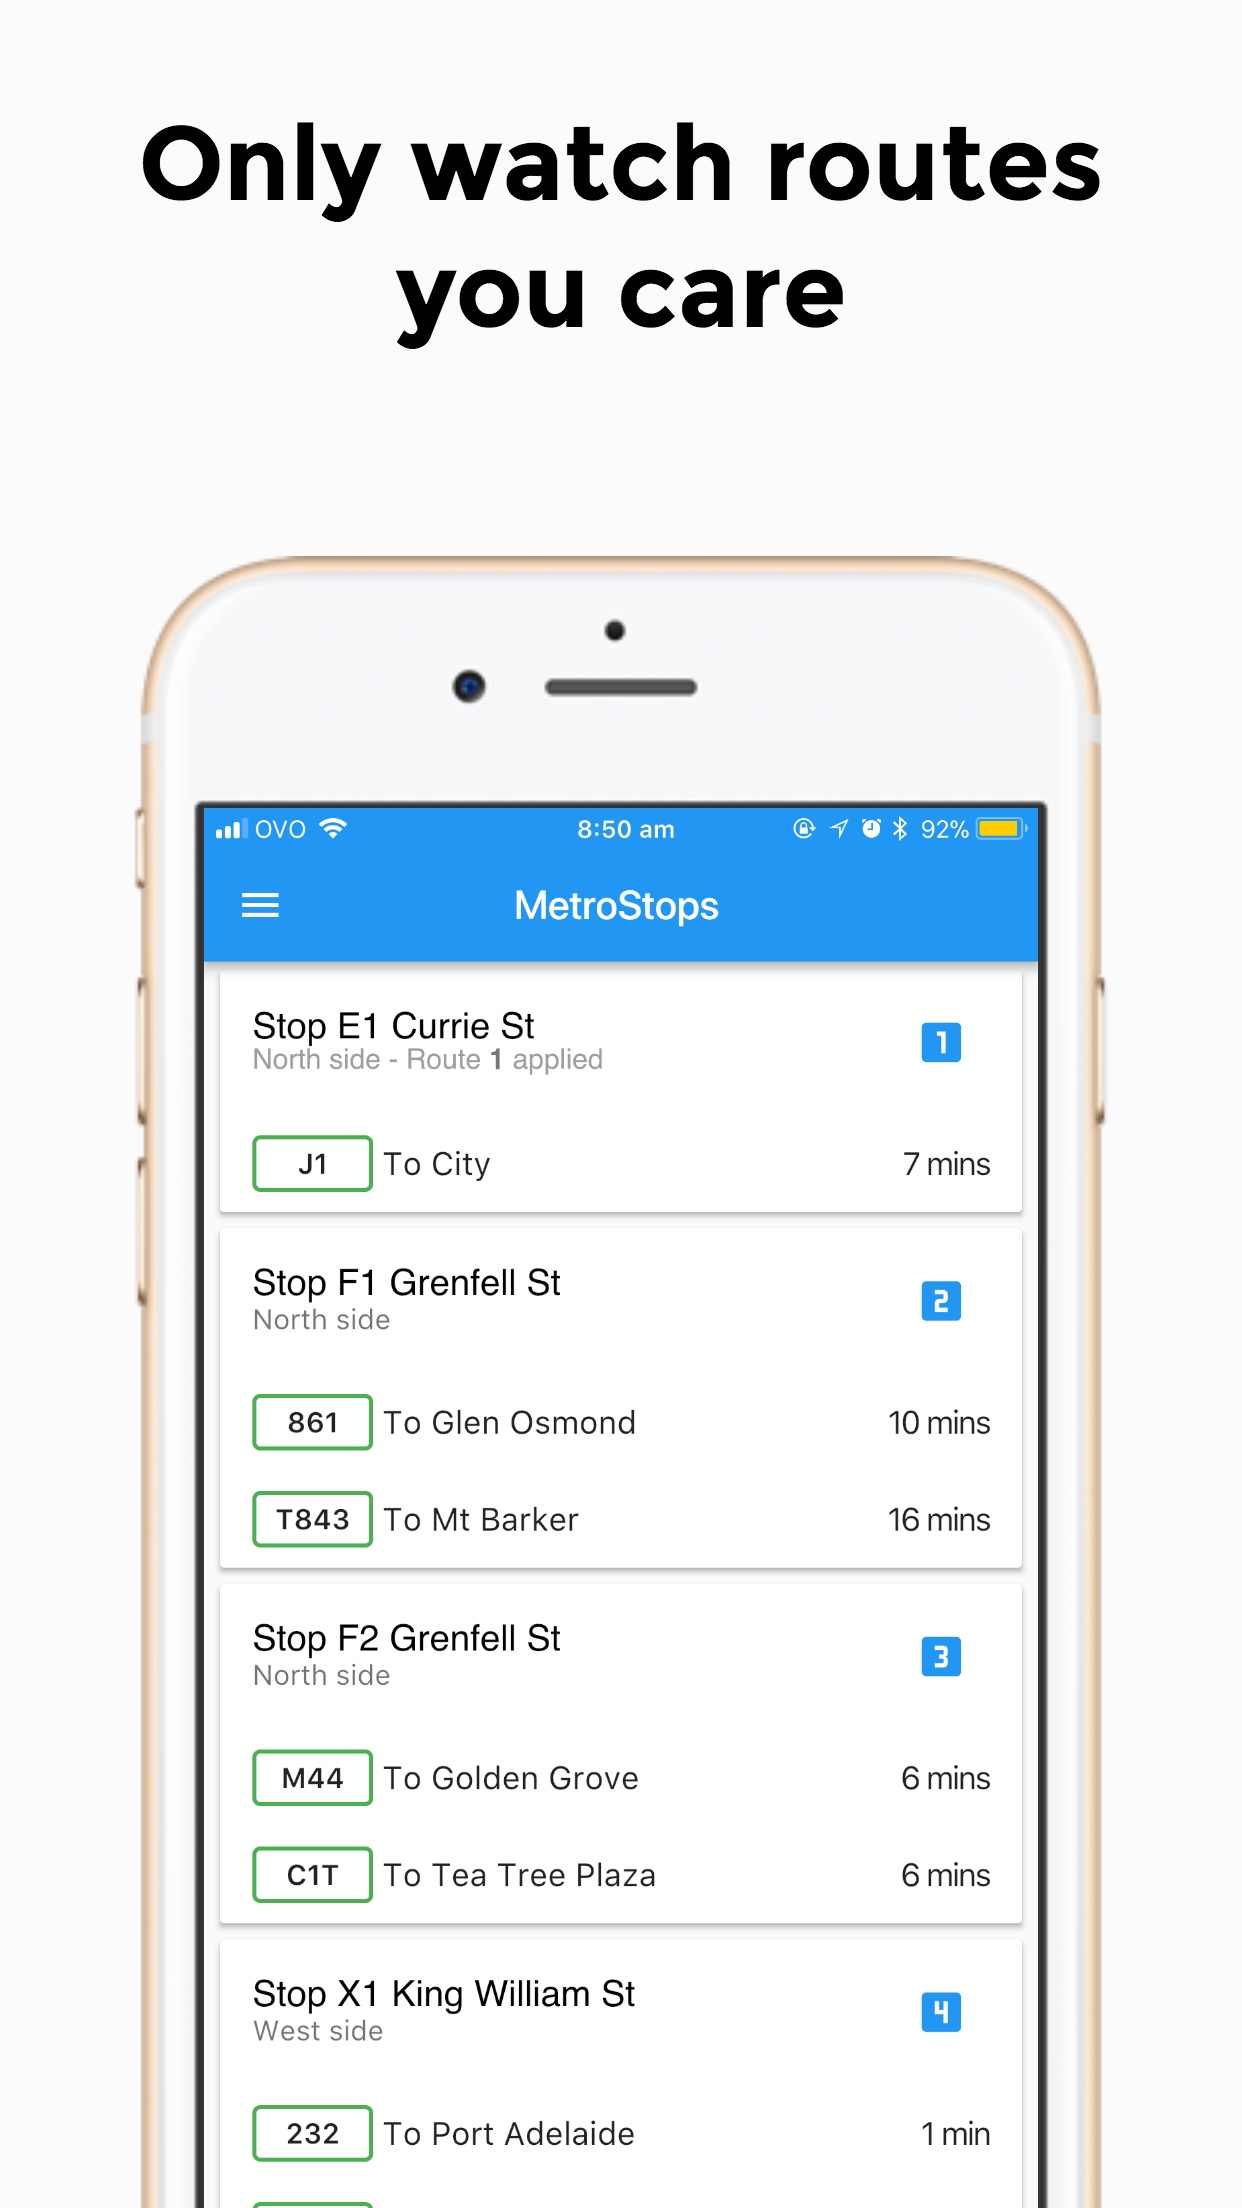 Only watch routes
you care
OVO 8:50 am 92%
MetroStops
Stop E1 Currie St
North side - Route 1 applied
1
J1 To City 7 mins
Stop F1 Grenfell St
North side
2
861 To Glen Osmond 10 mins
T843 To Mt Barker 16 mins
Stop F2 Grenfell St
North side
3
M44 To Golden Grove 6 mins
C1T To Tea Tree Plaza 6 mins
Stop X1 King William St
West side
4
232 To Port Adelaide 1 min